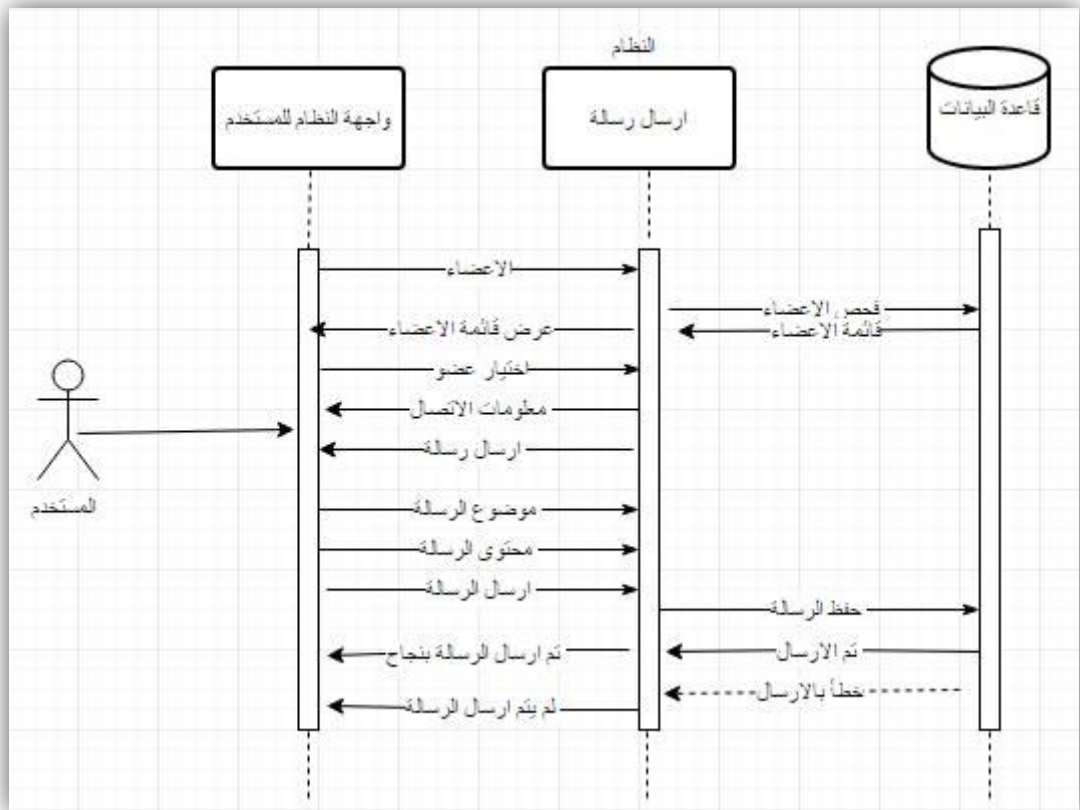 النظام
واجهة النظام للمستخدم
ارسال رسالة
قاعدة البيانات
الاعضاء
فحص الاعضاء
قائمة الاعضاء
عرض قائمة الاعضاء
اختيار عضو
معلومات الاتصال
ارسال رسالة
المستخدم
موضوع الرسالة
محتوى الرسالة
ارسال الرسالة
حفظ الرسالة
تم الارسال
تم ارسال الرسالة بنجاح
خطأ بالارسال
لم يتم ارسال الرسالة